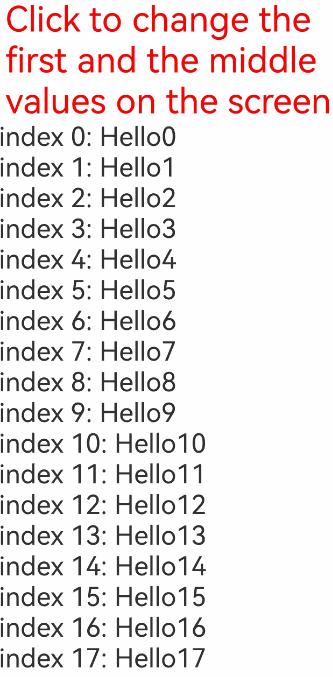 Click to change the
first and the middle
values on the screen
index 0: Hello0
index 1: Hello1
index 2: Hello2
index 3: Hello3
index 4: Hello4
index 5: Hello5
index 6: Hello6
index 7: Hello7
index 8: Hello8
index 9: Hello9
index 10: Hello10
index 11: Hello11
index 12: Hello12
index 13: Hello13
index 14: Hello14
index 15: Hello15
index 16: Hello16
index 17: Hello17